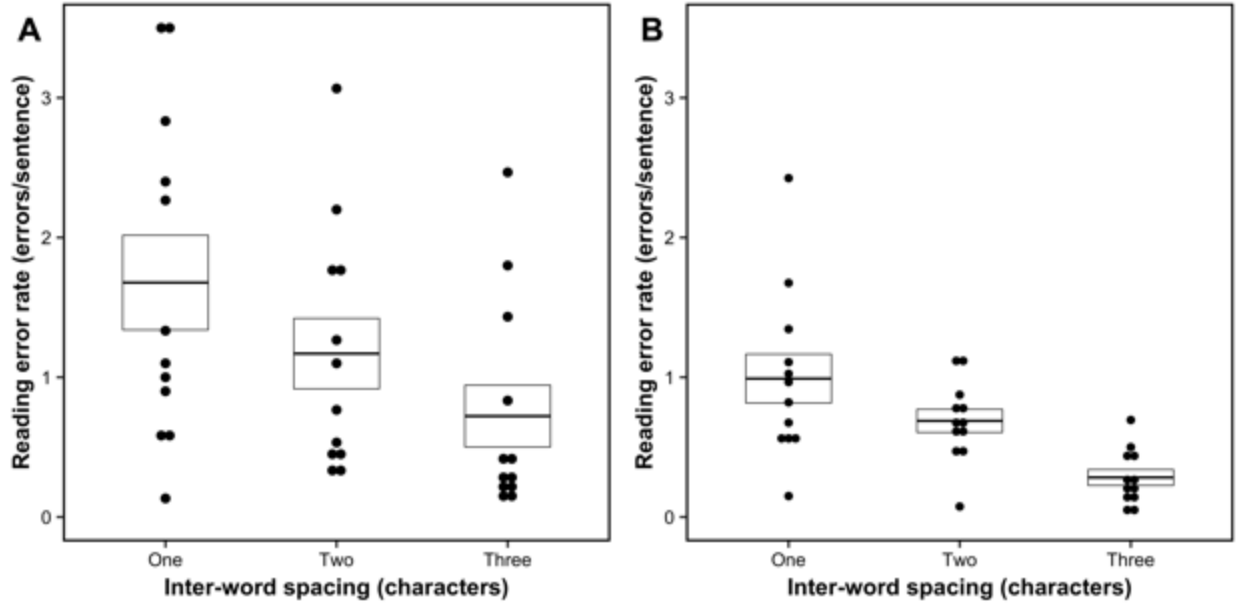 A
Reading error rate (errors/sentence)
3
2
1
0
One Two Three
Inter-word spacing (characters)
B
Reading error rate (errors/sentence)
3
2
1
0
One Two Three
Inter-word spacing (characters)